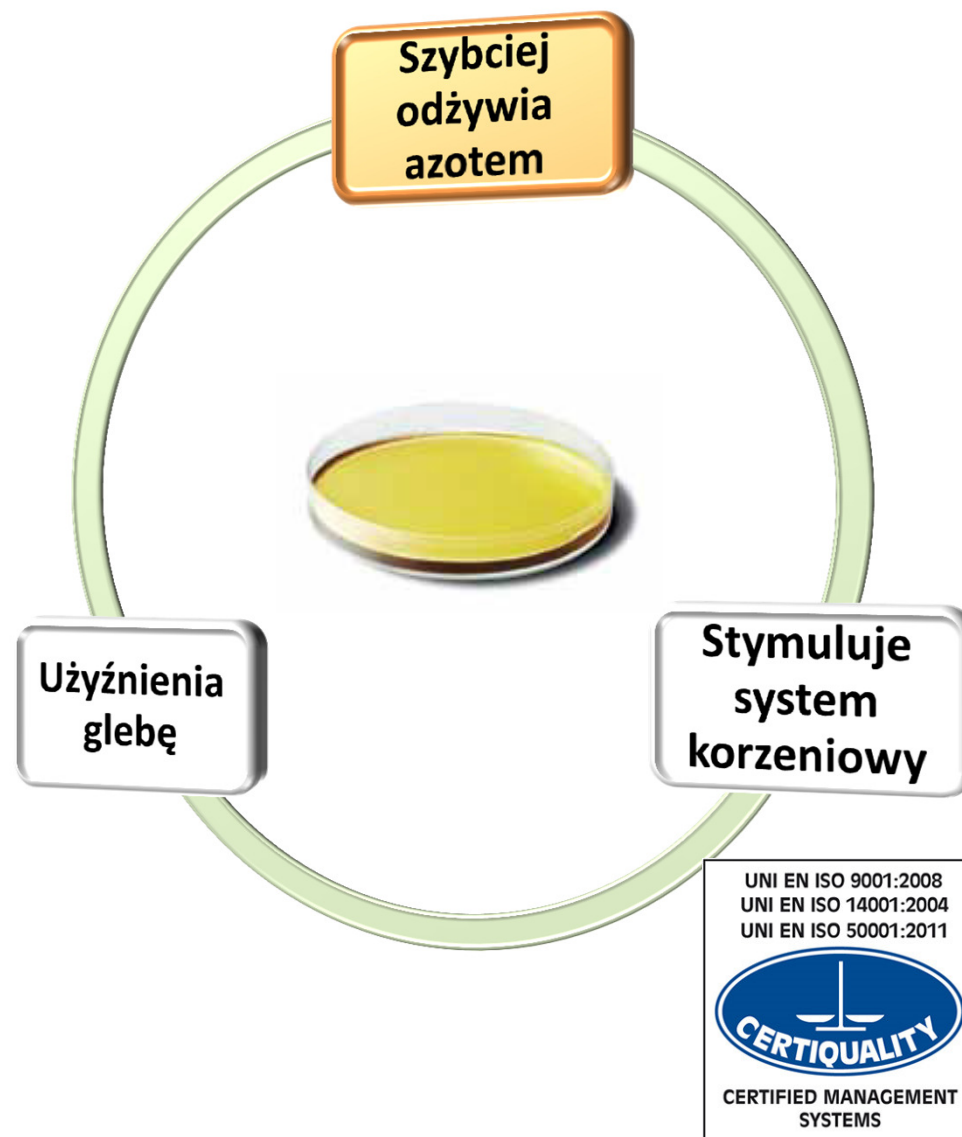 Szybciej
odżywia
azotem
Użyźnienia
glebę
Stymuluje
system
korzeniowy
UNI EN ISO 9001:2008
UNI EN ISO 14001:2004
UNI EN ISO 50001:2011
CERTIQUALITY
CERTIFIED MANAGEMENT
SYSTEMS